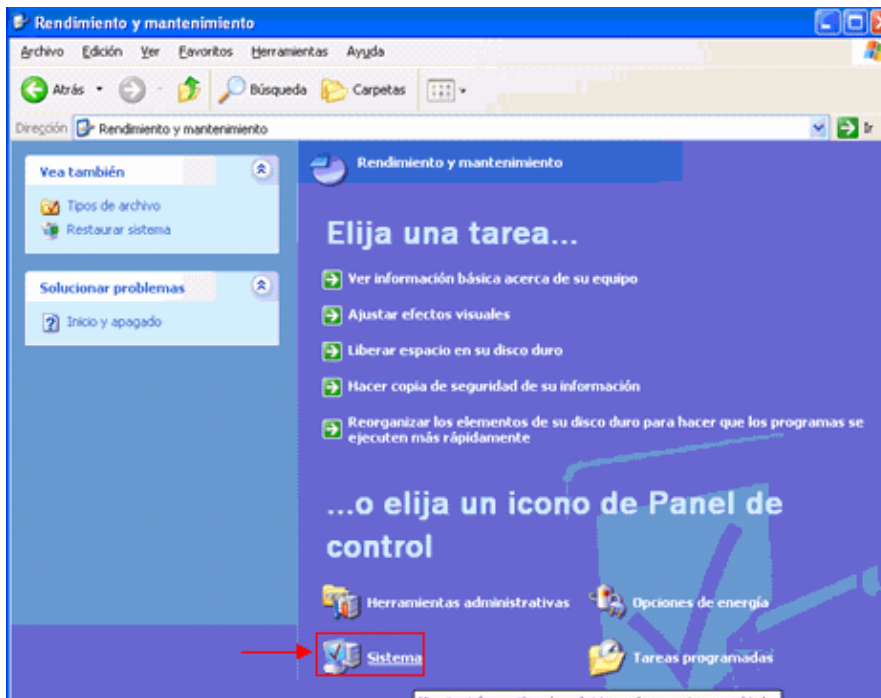 Rendimiento y mantenimiento
Archivo Edición Ver Favoritos Herramientas Ayuda
Atrás Búsqueda Carpetas
Dirección Rendimiento y mantenimiento Ir
Vea también
Tipos de archivo
Restaurar sistema
Solucionar problemas
Inicio y apagado
Rendimiento y mantenimiento
Elija una tarea...
Ver información básica acerca de su equipo
Ajustar efectos visuales
Liberar espacio en su disco duro
Hacer copia de seguridad de su información
Reorganizar los elementos de su disco duro para hacer que los programas se
ejecuten más rápidamente
...o elija un icono de Panel de
control
Herramientas administrativas
Opciones de energía
Sistema
Tareas programadas